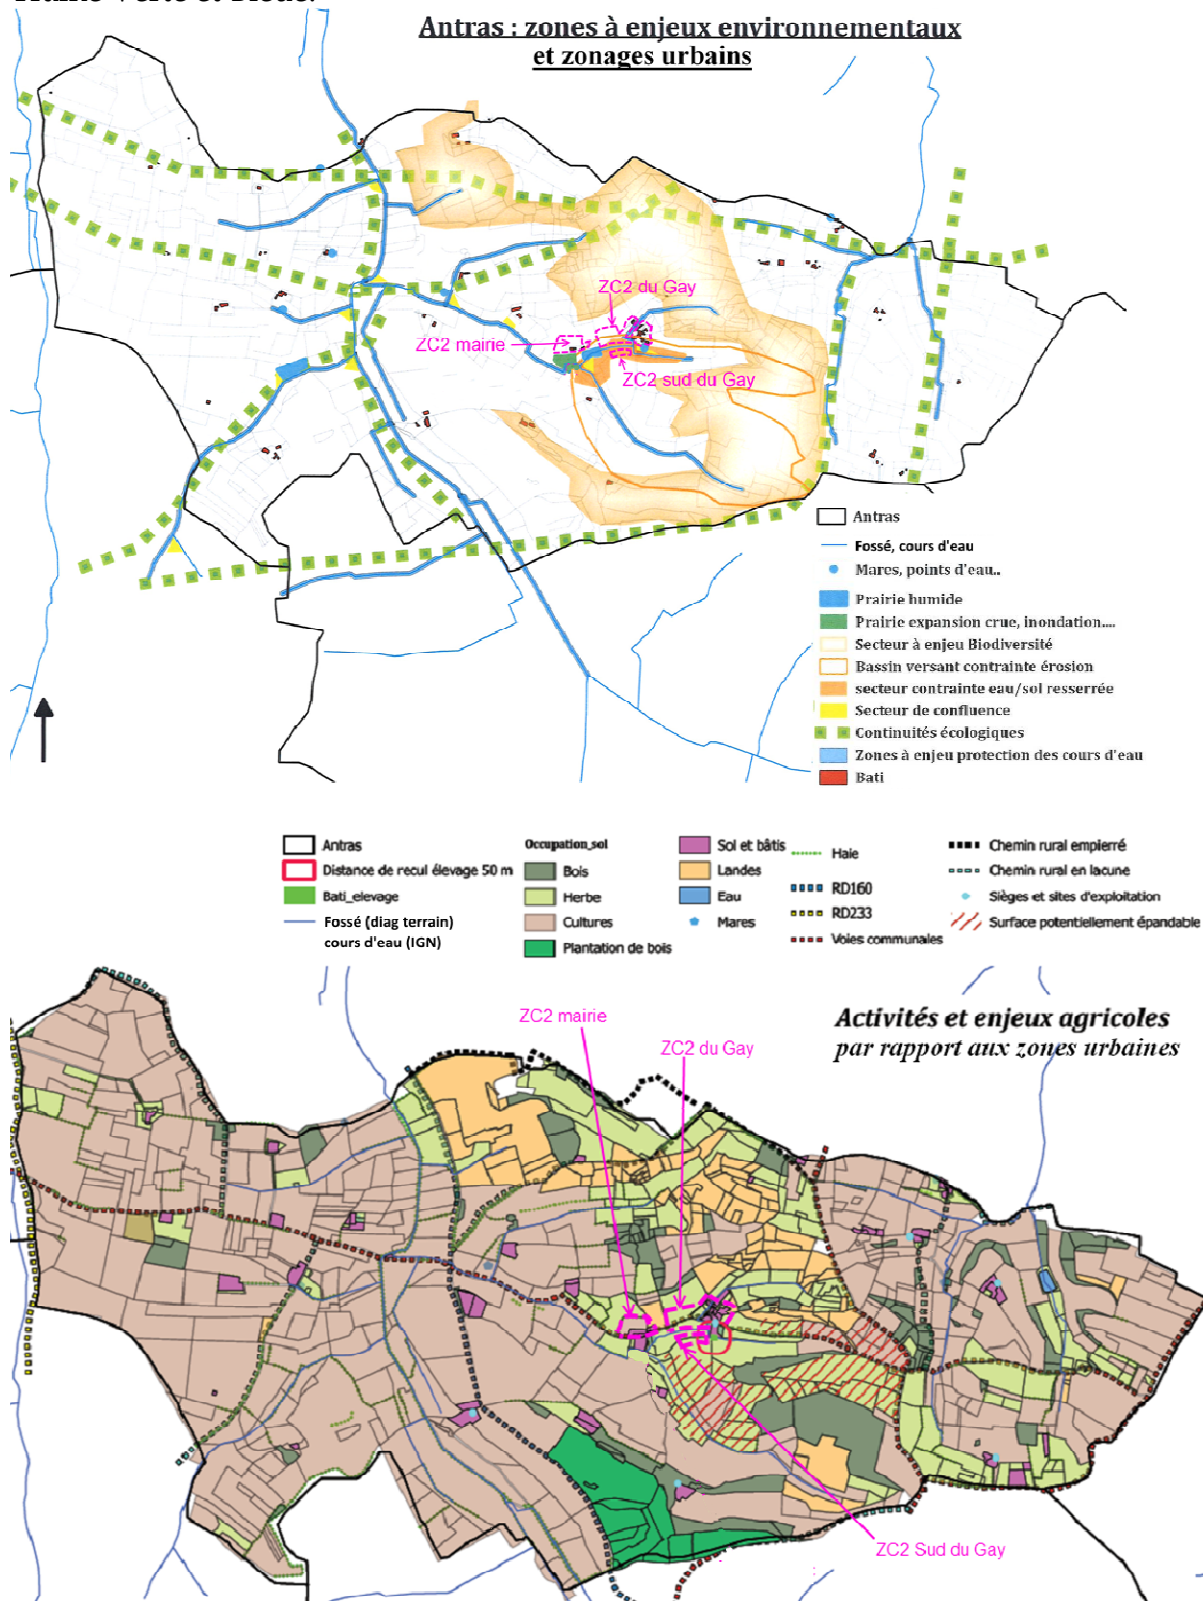 Trame Verte et Bleue.
Antras : zones à enjeux environnementaux
et zonages urbains
ZC2 du Gay
ZC2 mairie
ZC2 sud du Gay
Antras
Fossé, cours d'eau
Mares, points d'eau..
Prairie humide
Prairie expansion crue, inondation....
Secteur à enjeu Biodiversité
Bassin versant contrainte érosion
secteur contrainte eau/sol resserrée
Secteur de confluence
Continuités écologiques
Zones à enjeu protection des cours d'eau
Bati
Antras
Distance de recul élevage 50 m
Bati_elevage
Fossé (diag terrain)
cours d'eau (IGN)
Occupation_sol
Bois
Herbe
Cultures
Plantation de bois
Sol et bâtis
Landes
Eau
Mares
Haie
RD160
RD233
Voies communales
Chemin rural empierré
Chemin rural en lacune
Sièges et sites d'exploitation
Surface potentiellement épandable
Activités et enjeux agricoles
par rapport aux zones urbaines
ZC2 mairie
ZC2 du Gay
ZC2 Sud du Gay